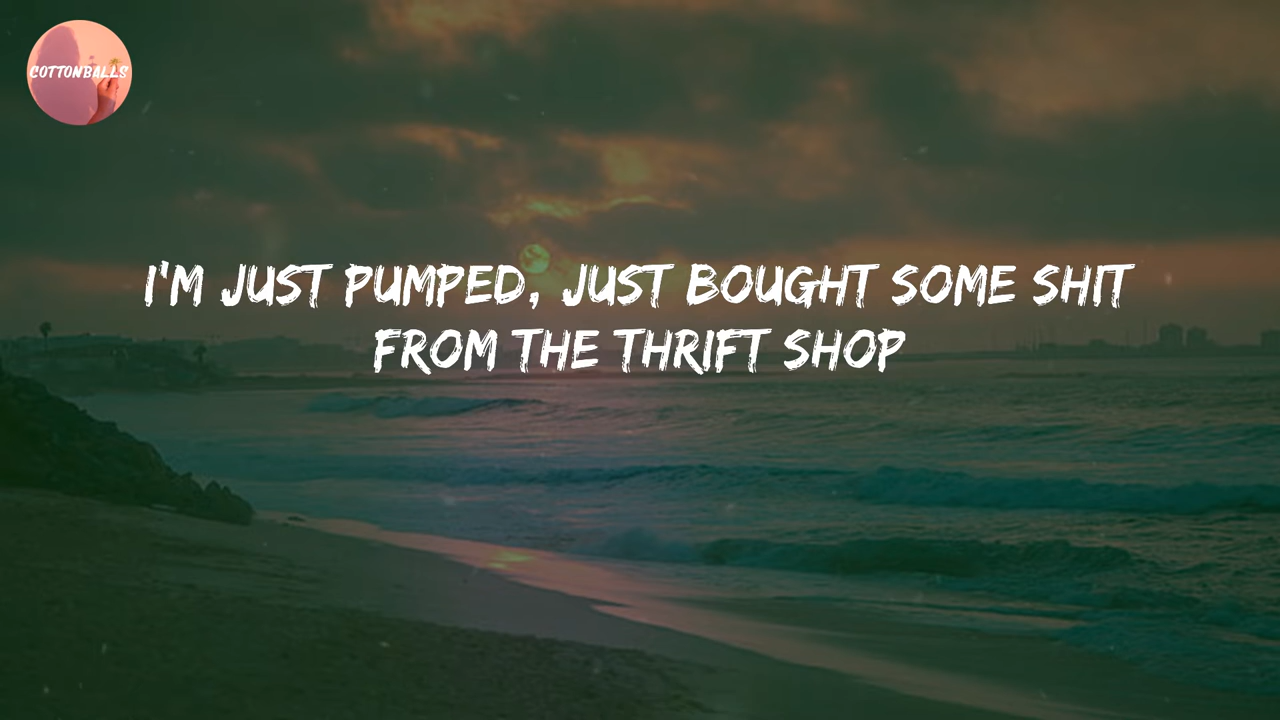 COTTONBALLS
I'M JUST PUMPED, JUST BOUGHT SOME SHIT
FROM THE THRIFT SHOP